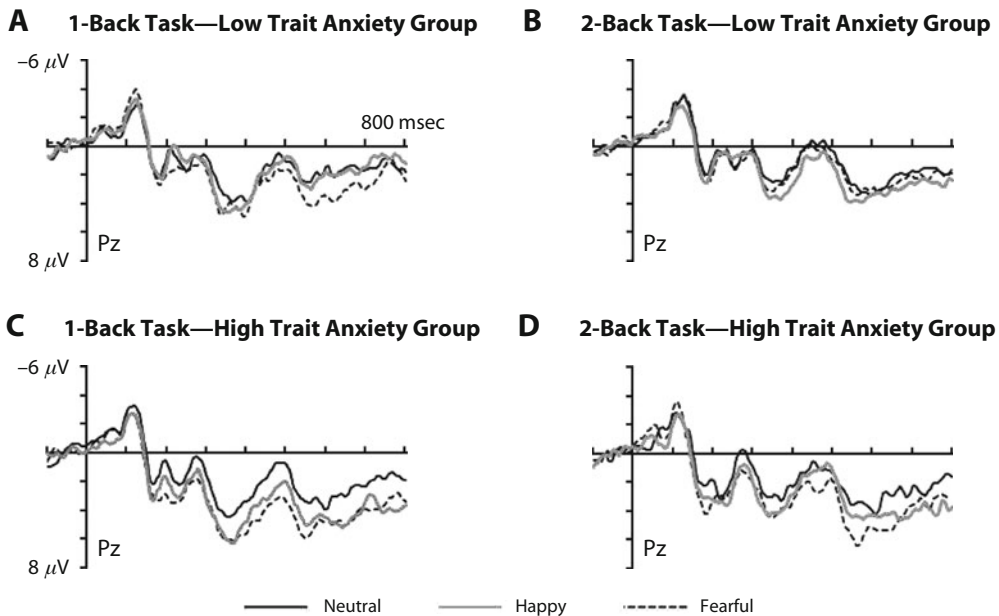 A 1-Back Task—Low Trait Anxiety Group
B 2-Back Task—Low Trait Anxiety Group
–6 μV
800 msec
Pz
Pz
8 μV
C 1-Back Task—High Trait Anxiety Group
D 2-Back Task—High Trait Anxiety Group
–6 μV
Pz
Pz
8 μV
Neutral Happy Fearful